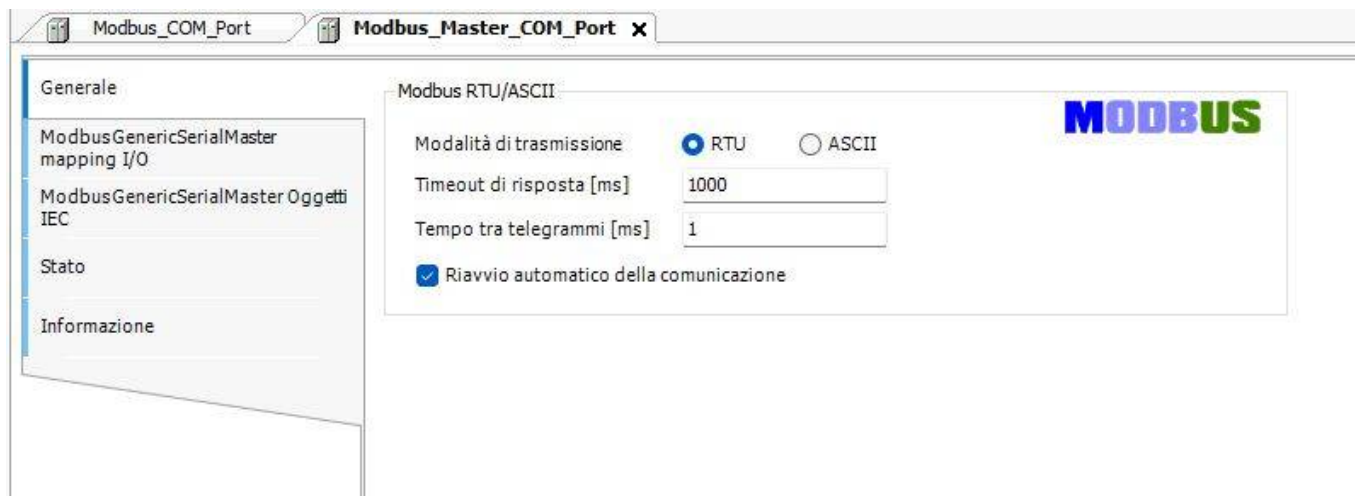 Modbus_COM_Port
Modbus_Master_COM_Port
Generale
ModbusGenericSerialMaster
mapping I/O
ModbusGenericSerialMaster Oggetti
IEC
Stato
Informazione
Modbus RTU/ASCII
MODBUS
Modalità di trasmissione RTU ASCII
Timeout di risposta [ms] 1000
Tempo tra telegrammi [ms] 1
Riavvio automatico della comunicazione